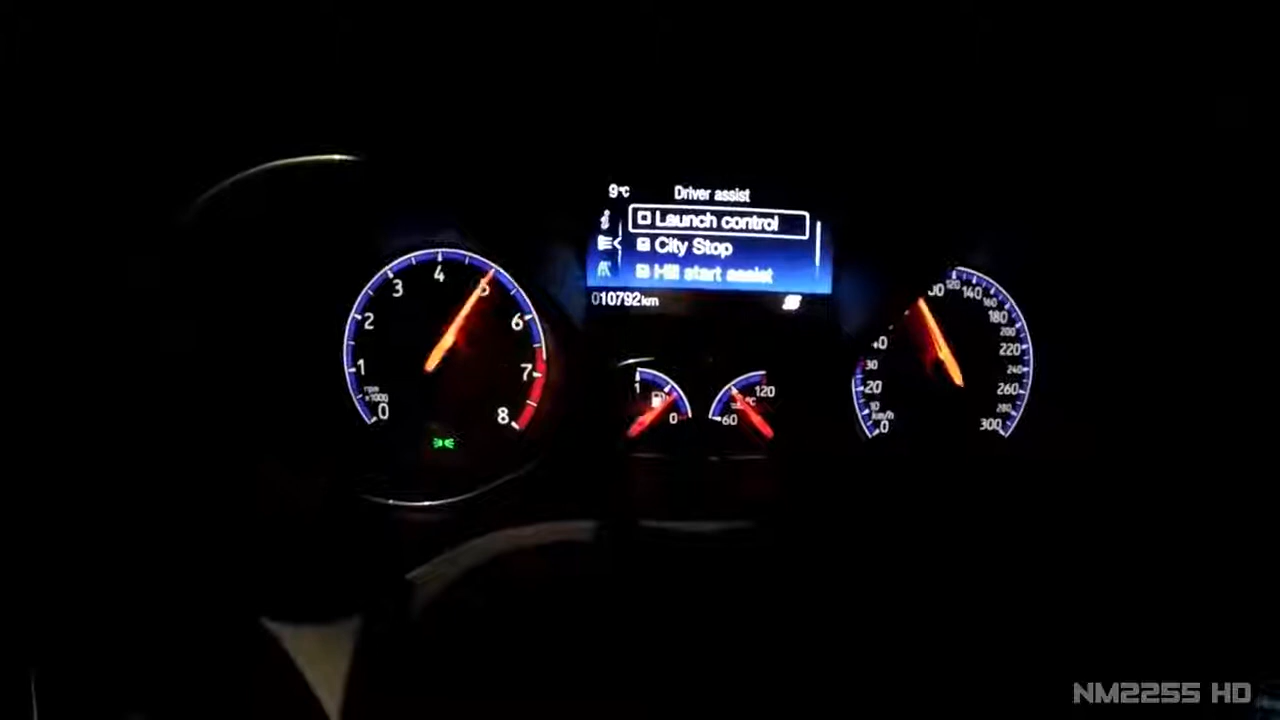 9°C Driver assist
Launch control
City Stop
Hill start assist
010792km
0
1
2
3
4
5
6
7
8
rpm
x1000
1
0
60
°C
120
0
10
20
30
km/h
120
140
160
180
200
220
240
260
280
300
NM2255 HD